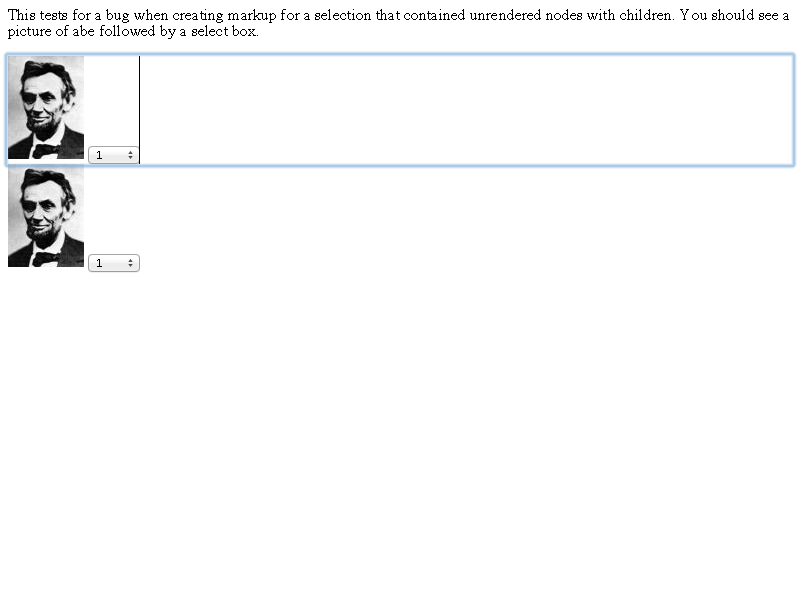 This tests for a bug when creating markup for a selection that contained unrendered nodes with children. You should see a
picture of abe followed by a select box.
1
1